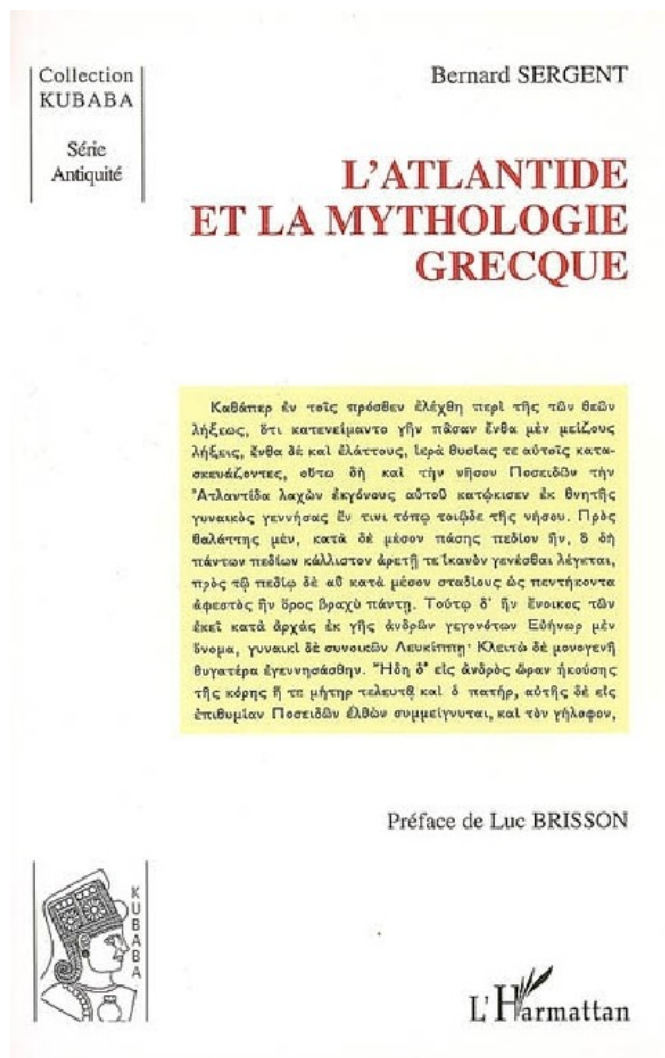 Collection
KUBABA
Série
Antiquité
Bernard SERGENT
L'ATLANTIDE
ET LA MYTHOLOGIE
GRECQUE
Καθάπερ ἐν τοῖς πρόσθεν ἐλέχθη περὶ τῆς τῶν θεῶν
λήξεως, ὅτι κατενείμαντο γῆν πᾶσαν ἔνθα μὲν μείζους
λήξεις, ἔνθα δὲ καὶ ἐλάττους, ἱερὰ θυσίας τε αὑτοῖς κατα-
σκευάζοντες, οὕτω δὴ καὶ τὴν νῆσον Ποσειδῶν τὴν
Ἀτλαντίδα λαχὼν ἐκγόνους αὑτοῦ κατῴκισεν ἐκ θνητῆς
γυναικὸς γεννήσας ἔν τινι τόπῳ τοιῷδε τῆς νήσου. Πρὸς
θαλάττης μέν, κατὰ δὲ μέσον πάσης πεδίον ἦν, ὃ δὴ
πάντων πεδίων κάλλιστον ἀρετῇ τε ἱκανὸν γενέσθαι λέγεται,
πρὸς τῷ πεδίῳ δὲ αὖ κατὰ μέσον σταδίους ὡς πεντήκοντα
ἀφεστὸς ἦν ὄρος βραχὺ πάντῃ. Τούτῳ δ' ἦν ἔνοικος τῶν
ἐκεῖ κατὰ ἀρχὰς ἐκ γῆς ἀνδρῶν γεγονότων Εὐήνωρ μὲν
ὄνομα, γυναικὶ δὲ συνοικῶν Λευκίππῃ· Κλειτὼ δὲ μονογενῆ
θυγατέρα ἐγεννησάσθην. Ἤδη δ' εἰς ἀνδρὸς ὥραν ἡκούσης
τῆς κόρης ἥ τε μήτηρ τελευτᾷ καὶ ὁ πατήρ, αὐτῆς δὲ εἰς
ἐπιθυμίαν Ποσειδῶν ἐλθὼν συμμείγνυται, καὶ τὸν γήλοφον,
Préface de Luc BRISSON
KUBABA
L'Harmattan